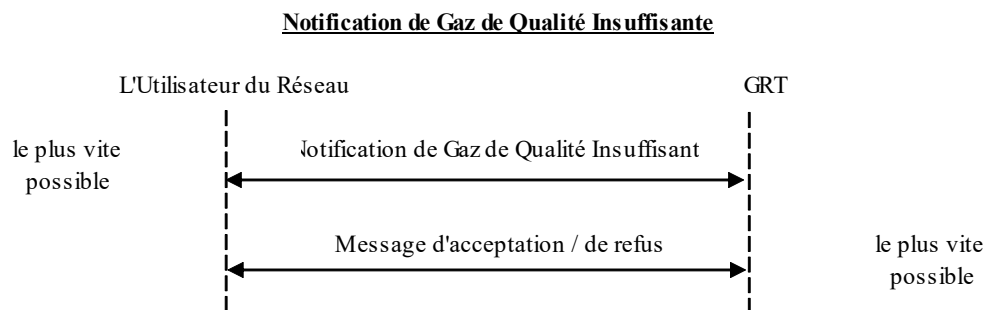 Notification de Gaz de Qualité Insuffisante
L'Utilisateur du Réseau GRT
le plus vite
possible
Notification de Gaz de Qualité Insuffisant
Message d'acceptation / de refus
le plus vite
possible